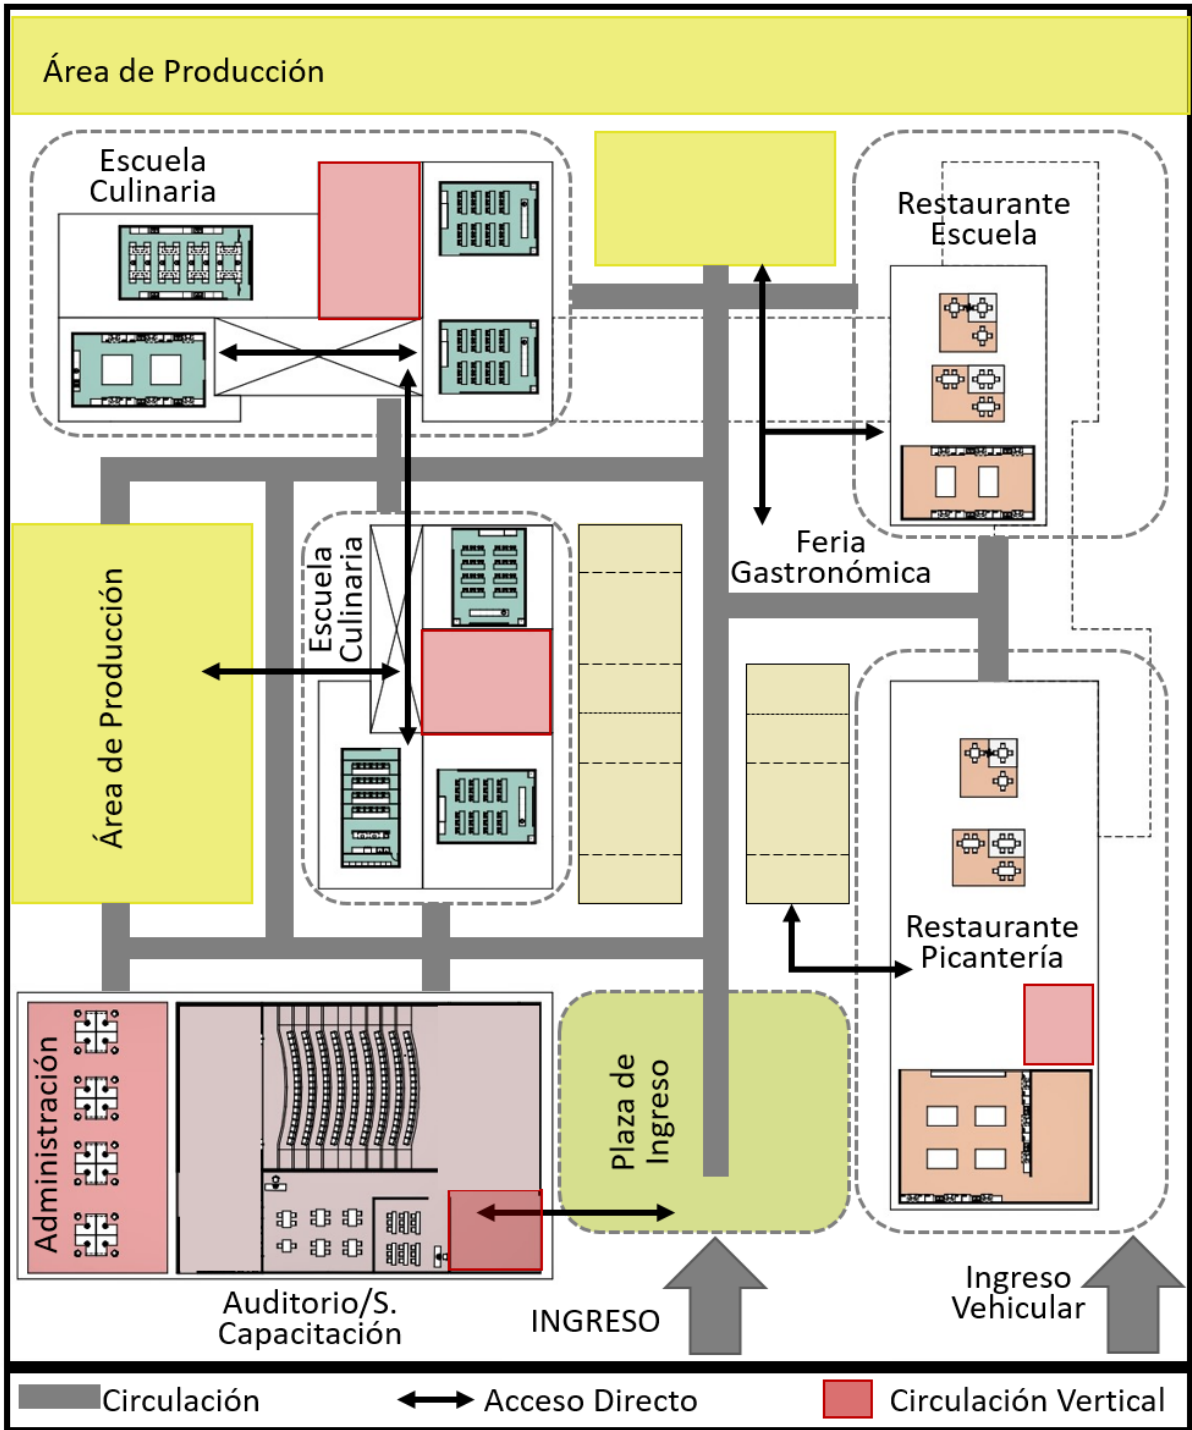 Área de Producción
Escuela
Culinaria
Restaurante
Escuela
Feria
Gastronómica
Escuela
Culinaria
Área de Producción
Restaurante
Picantería
Administración
Plaza de
Ingreso
Auditorio/S.
Capacitación
INGRESO
Ingreso
Vehicular
Circulación
Acceso Directo
Circulación Vertical